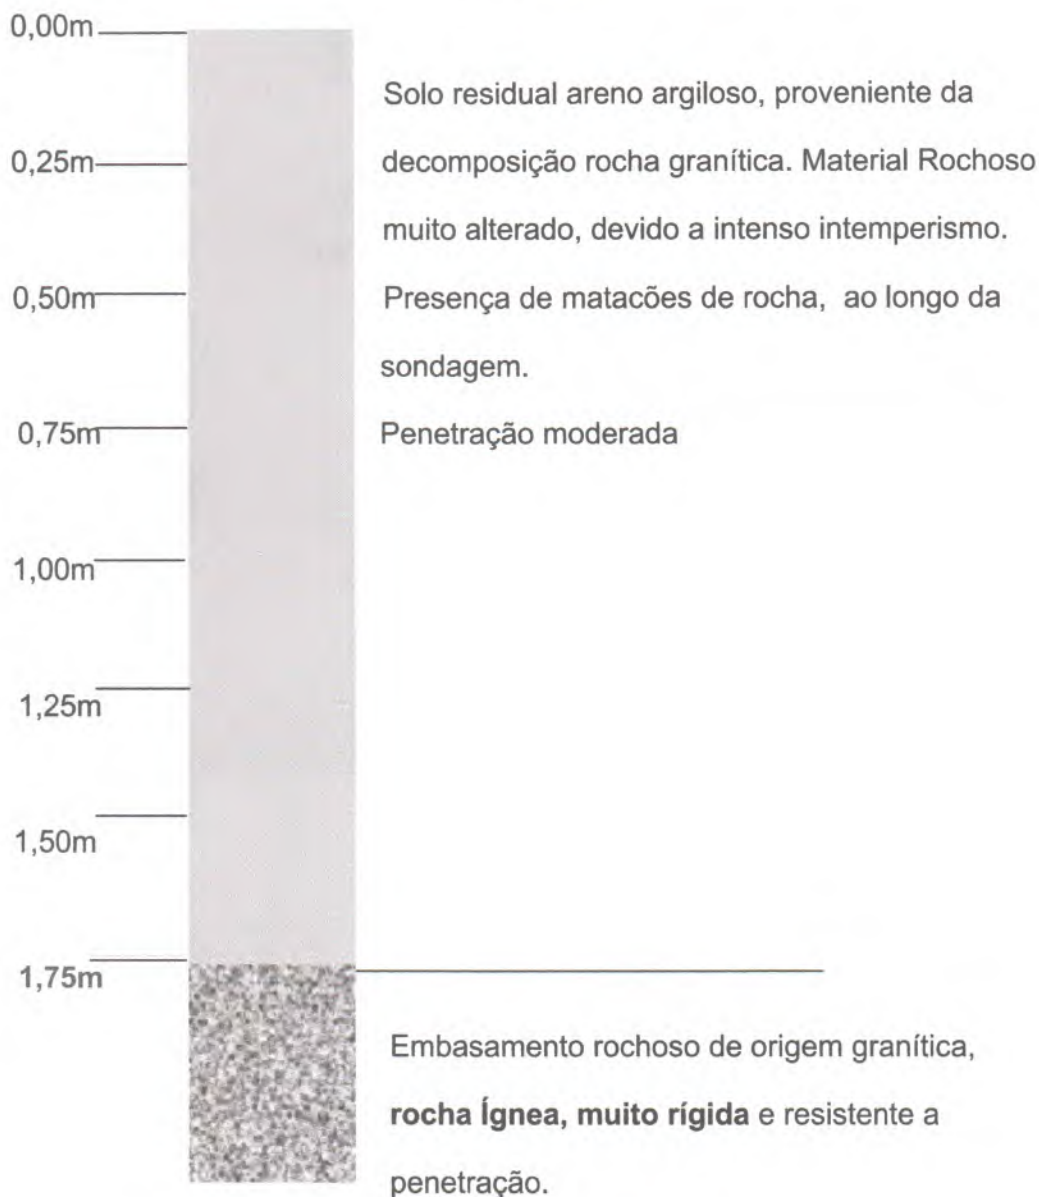 0,00m
Solo residual areno argiloso, proveniente da
0,25m
decomposição rocha granítica. Material Rochoso
muito alterado, devido a intenso intemperismo.
0,50m
Presença de matacões de rocha, ao longo da
sondagem.
0,75m
Penetração moderada
1,00m
1,25m
1,50m
1,75m
Embasamento rochoso de origem granítica,
rocha Ígnea, muito rígida e resistente a
penetração.